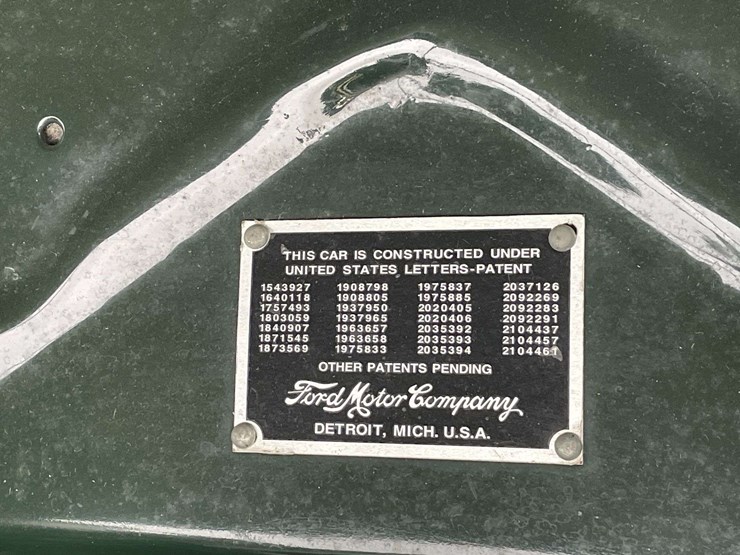 THIS CAR IS CONSTRUCTED UNDER
UNITED STATES LETTERS-PATENT
1543927 1908798 1975837 2037126
1640118 1908805 1975885 2092269
1757493 1937950 2020405 2092283
1803059 1937965 2020406 2092291
1840907 1963657 2035392 2104437
1871545 1963658 2035393 2104457
1873569 1975833 2035394 2104461
OTHER PATENTS PENDING
Ford Motor Company
DETROIT, MICH. U.S.A.